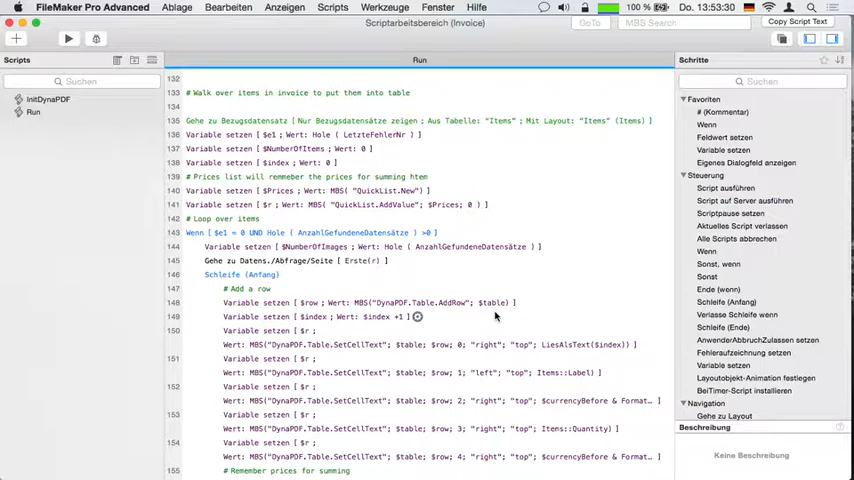 FileMaker Pro Advanced Ablage Bearbeiten Anzeigen Scripts Werkzeuge Fenster Hilfe 100 % Do. 13:53:30
Scriptarbeitsbereich (Invoice)
GoTo MBS Search Copy Script Text
Scripts
Suchen
InitDynaPDF
Run
Run
132
133 # Walk over items in invoice to put them into table
134
135 Gehe zu Bezugsdatensatz [ Nur Bezugsdatensätze zeigen ; Aus Tabelle: "Items" ; Mit Layout: "Items" (Items) ]
136 Variable setzen [ $e1 ; Wert: Hole ( LetzteFehlerNr ) ]
137 Variable setzen [ $NumberOfItems ; Wert: 0 ]
138 Variable setzen [ $index ; Wert: 0 ]
139 # Prices list will remmeber the prices for summing htem
140 Variable setzen [ $Prices ; Wert: MBS( "QuickList.New") ]
141 Variable setzen [ $r ; Wert: MBS( "QuickList.AddValue"; $Prices; 0 ) ]
142 # Loop over items
143 Wenn [ $e1 = 0 UND Hole ( AnzahlGefundeneDatensätze ) >0 ]
144 Variable setzen [ $NumberOfImages ; Wert: Hole ( AnzahlGefundeneDatensätze ) ]
145 Gehe zu Datens./Abfrage/Seite [ Erste(r) ]
146 Schleife (Anfang)
147 # Add a row
148 Variable setzen [ $row ; Wert: MBS("DynaPDF.Table.AddRow"; $table) ]
149 Variable setzen [ $index ; Wert: $index +1 ]
150 Variable setzen [ $r ;
Wert: MBS("DynaPDF.Table.SetCellText"; $table; $row; 0; "right"; "top"; LiesAlsText($index)) ]
151 Variable setzen [ $r ;
Wert: MBS("DynaPDF.Table.SetCellText"; $table; $row; 1; "left"; "top"; Items::Label) ]
152 Variable setzen [ $r ;
Wert: MBS("DynaPDF.Table.SetCellText"; $table; $row; 2; "right"; "top"; $currencyBefore & Format… ]
153 Variable setzen [ $r ;
Wert: MBS("DynaPDF.Table.SetCellText"; $table; $row; 3; "right"; "top"; Items::Quantity) ]
154 Variable setzen [ $r ;
Wert: MBS("DynaPDF.Table.SetCellText"; $table; $row; 4; "right"; "top"; $currencyBefore & Format… ]
155 # Remember prices for summing
Schritte
Suchen
Favoriten
# (Kommentar)
Wenn
Feldwert setzen
Variable setzen
Eigenes Dialogfeld anzeigen
Steuerung
Script ausführen
Script auf Server ausführen
Scriptpause setzen
Aktuelles Script verlassen
Alle Scripts abbrechen
Wenn
Sonst, wenn
Sonst
Ende (wenn)
Schleife (Anfang)
Verlasse Schleife wenn
Schleife (Ende)
AnwenderAbbruchZulassen setzen
Fehleraufzeichnung setzen
Variable setzen
Layoutobjekt-Animation festlegen
BeiTimer-Script installieren
Navigation
Gehe zu Layout
Beschreibung
Keine Beschreibung